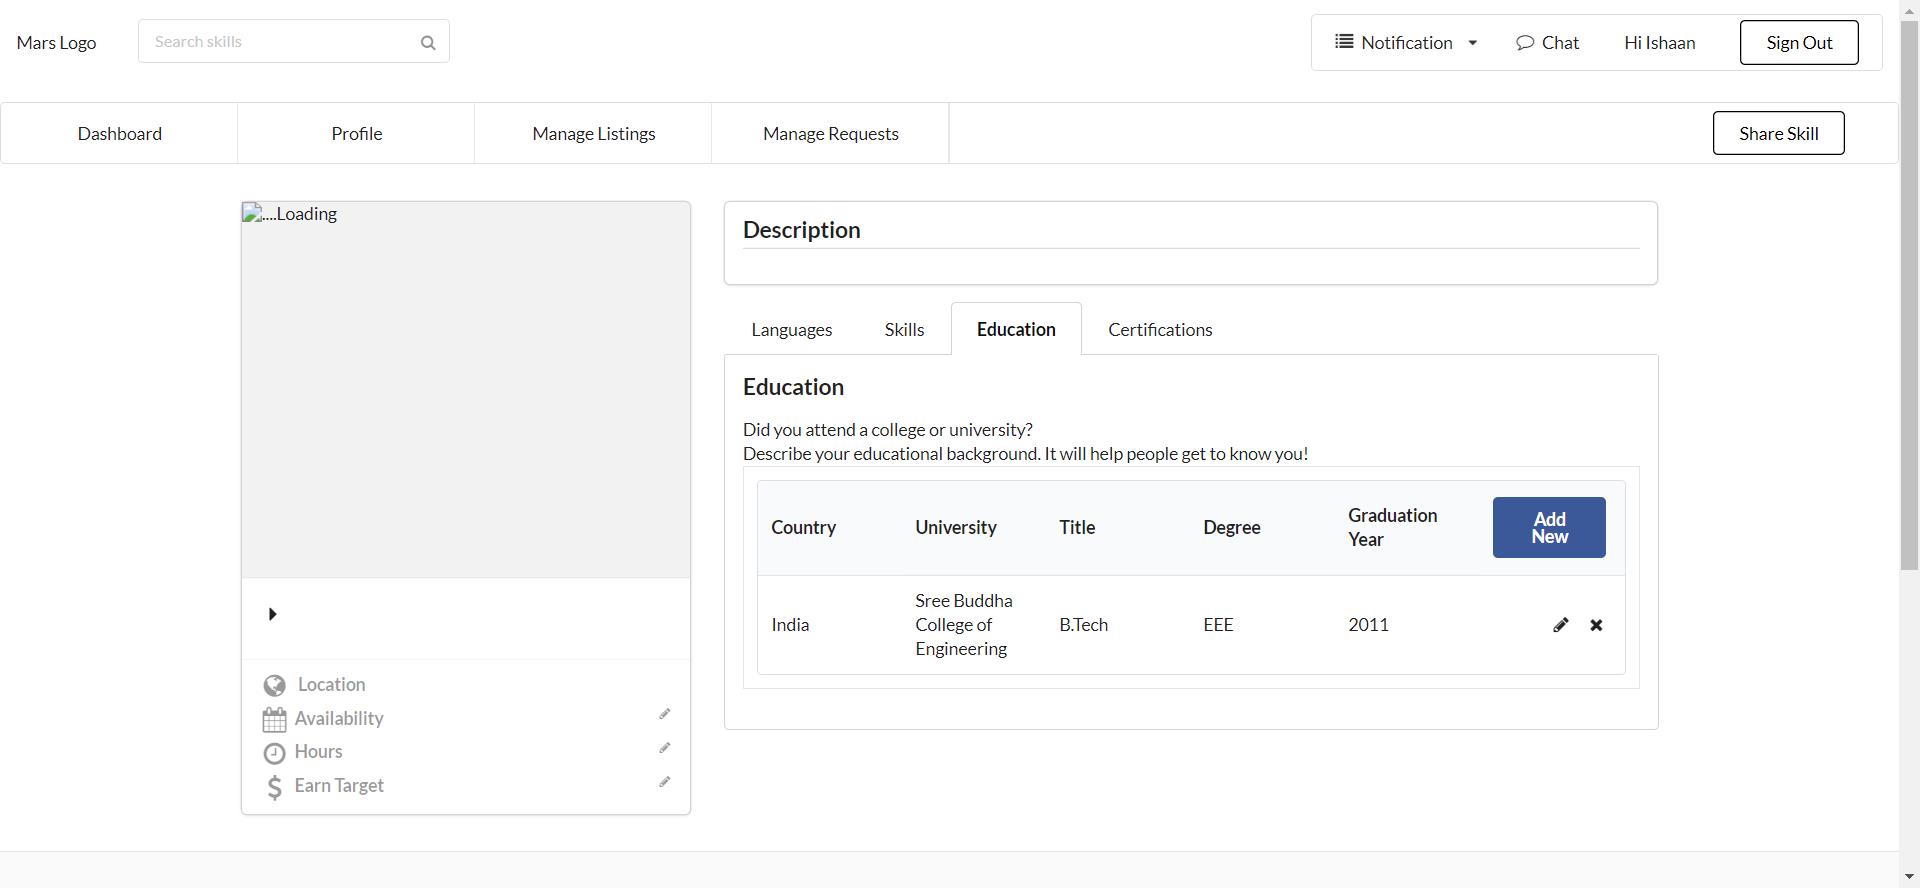 Mars Logo
Search skills
Notification
Chat
Hi Ishaan
Sign Out
Dashboard
Profile
Manage Listings
Manage Requests
Share Skill
....Loading
Location
Availability
Hours
Earn Target
Description
Languages
Skills
Education
Certifications
Education
Did you attend a college or university?
Describe your educational background. It will help people get to know you!
Country
University
Title
Degree
Graduation
Year
Add
New
India
Sree Buddha
College of
Engineering
B.Tech
EEE
2011